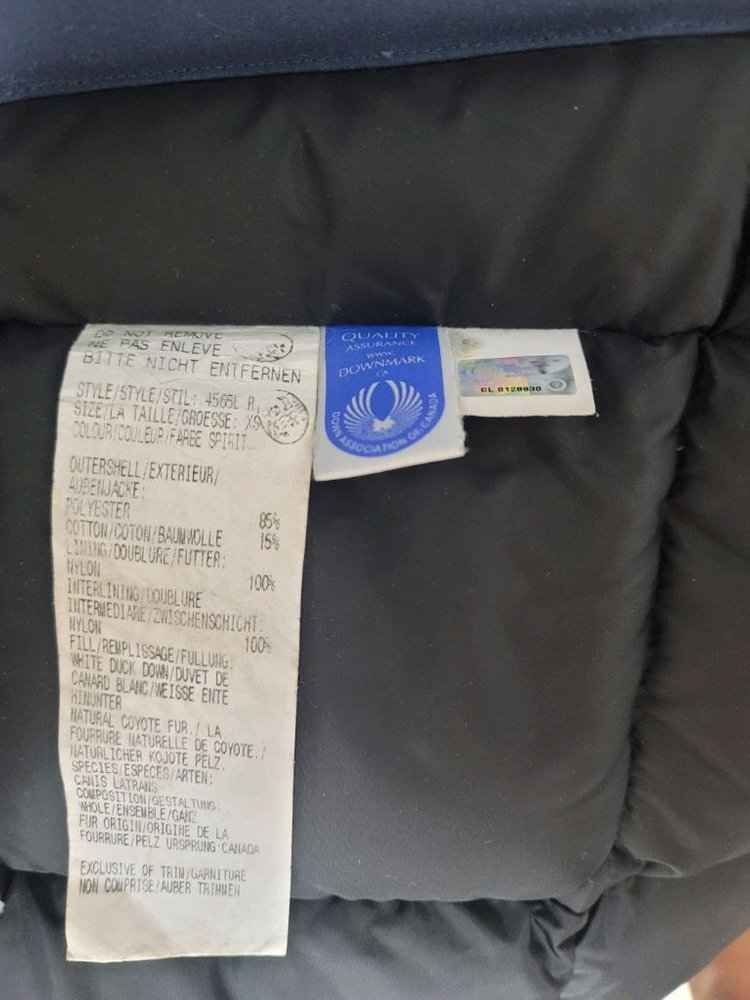 DO NOT REMOVE
NE PAS ENLEVE
BITTE NICHT ENTFERNEN
STYLE/STYLE/STIL: 4565L R
SIZE/LA TAILLE/GROESSE: XS
COLOUR/COULEUR/FARBE SPIRIT
OUTERSHELL/EXTERIEUR/
AUDENJACKE:
POLYESTER 85%
COTTON/COTON/BAUMWOLLE 15%
LINING/DOUBLURE/FUTTER:
NYLON 100%
INTERLINING/DOUBLURE
INTERMEDIARE/ZWISCHENSCHICHT:
NYLON 100%
FILL/REMPLISSAGE/FULLUNG:
WHITE DUCK DOWN/DUVET DE
CANARD BLANC/WEISSE ENTE
HINUNTER
NATURAL COYOTE FUR./ LA
FOURRURE NATURELLE DE COYOTE./
NATURLICHER KOJOTE PELZ.
SPECIES/ESPECES/ARTEN:
CANIS LATRANS
COMPOSITION/GESTALTUNG:
WHOLE/ENSEMBLE/GANZ
FUR ORIGIN/ORIGINE DE LA
FOURRURE/PELZ URSPRUNG:CANADA
EXCLUSIVE OF TRIM/GARNITURE
NON COMPRISE/AUBER TRIMMEN
QUALITY
ASSURANCE
www.
DOWNMARK
.CA
DOWN ASSOCIATION OF CANADA
CL 0128930